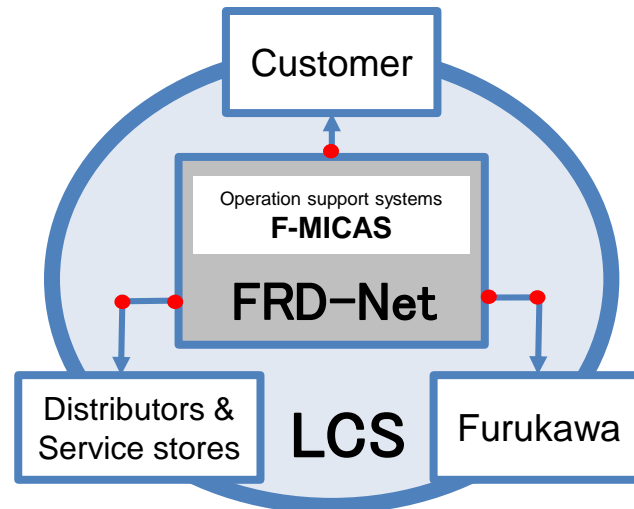 Customer
Operation support systems
F-MICAS
FRD-Net
Distributors &
Service stores
LCS
Furukawa